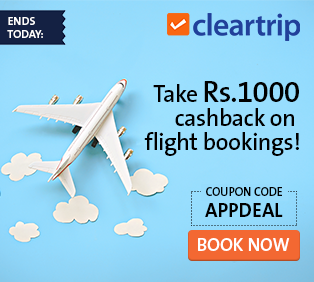 ENDS
TODAY:
cleartrip
Take Rs.1000
cashback on
flight bookings!
COUPON CODE
APPDEAL
BOOK NOW